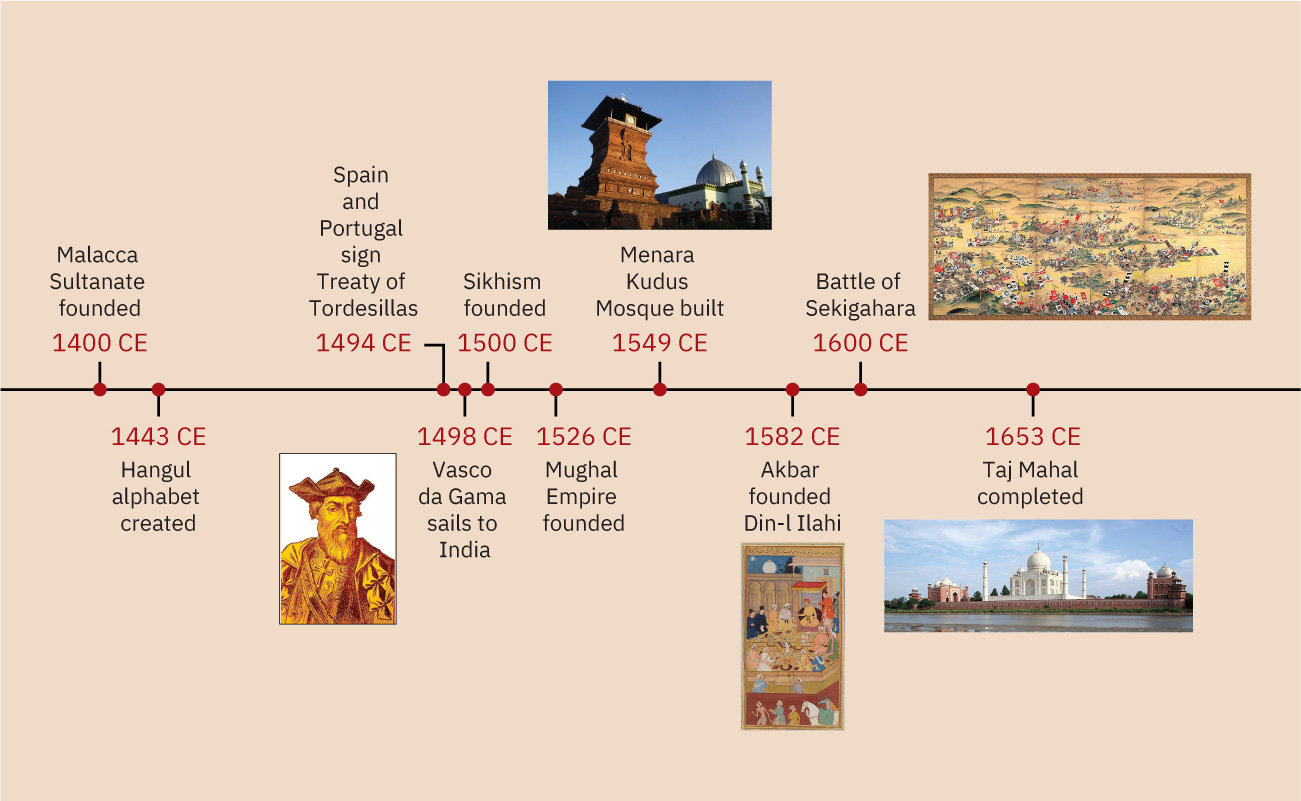 Malacca
Sultanate
founded
1400 CE
1443 CE
Hangul
alphabet
created
Spain
and
Portugal
sign
Treaty of
Tordesillas
1494 CE
1498 CE
Vasco
da Gama
sails to
India
Sikhism
founded
1500 CE
1526 CE
Mughal
Empire
founded
Menara
Kudus
Mosque built
1549 CE
1582 CE
Akbar
founded
Din-l Ilahi
Battle of
Sekigahara
1600 CE
1653 CE
Taj Mahal
completed